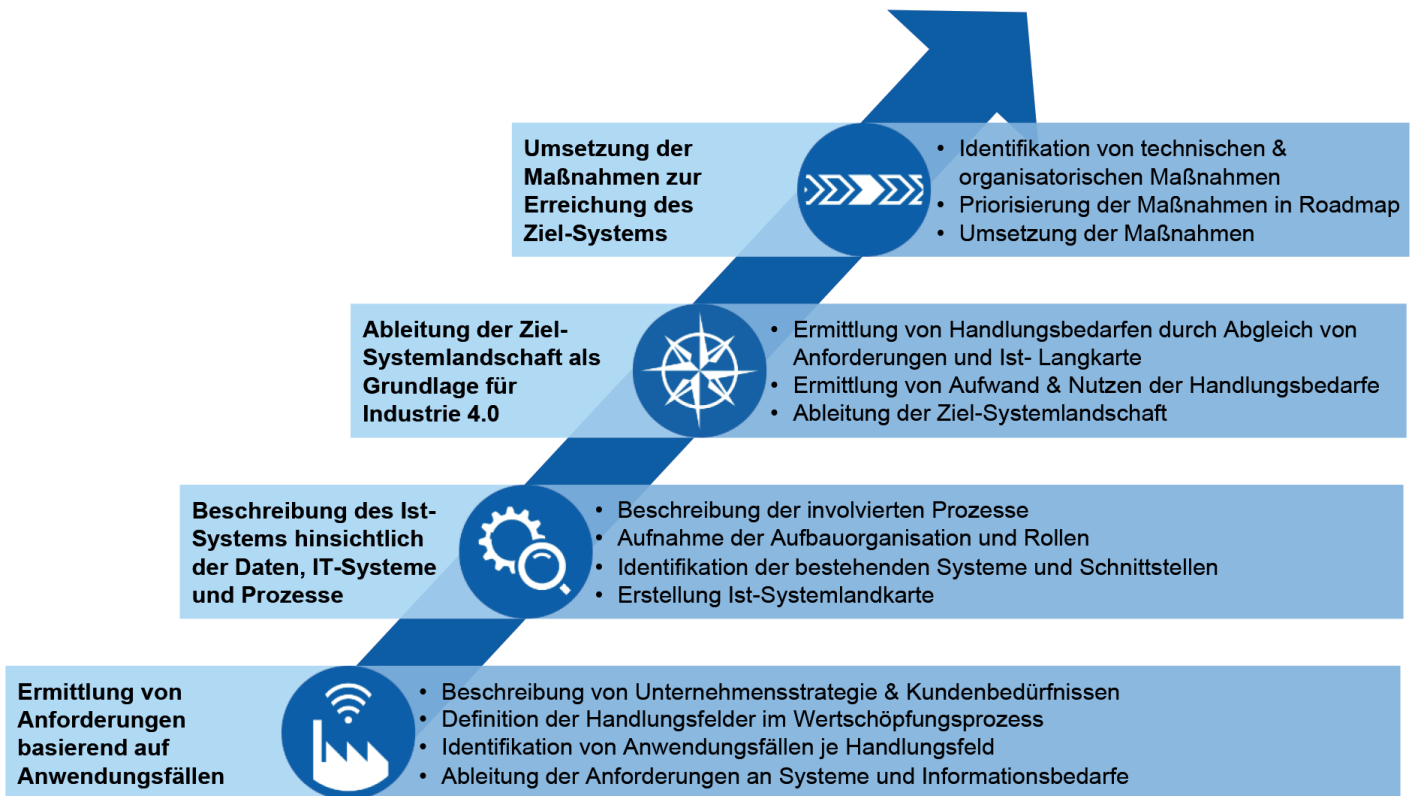 Umsetzung der
Maßnahmen zur
Erreichung des
Ziel-Systems
• Identifikation von technischen &
organisatorischen Maßnahmen
• Priorisierung der Maßnahmen in Roadmap
• Umsetzung der Maßnahmen
Ableitung der Ziel-
Systemlandschaft als
Grundlage für
Industrie 4.0
• Ermittlung von Handlungsbedarfen durch Abgleich von
Anforderungen und Ist- Langkarte
• Ermittlung von Aufwand & Nutzen der Handlungsbedarfe
• Ableitung der Ziel-Systemlandschaft
Beschreibung des Ist-
Systems hinsichtlich
der Daten, IT-Systeme
und Prozesse
• Beschreibung der involvierten Prozesse
• Aufnahme der Aufbauorganisation und Rollen
• Identifikation der bestehenden Systeme und Schnittstellen
• Erstellung Ist-Systemlandkarte
Ermittlung von
Anforderungen
basierend auf
Anwendungsfällen
• Beschreibung von Unternehmensstrategie & Kundenbedürfnissen
• Definition der Handlungsfelder im Wertschöpfungsprozess
• Identifikation von Anwendungsfällen je Handlungsfeld
• Ableitung der Anforderungen an Systeme und Informationsbedarfe